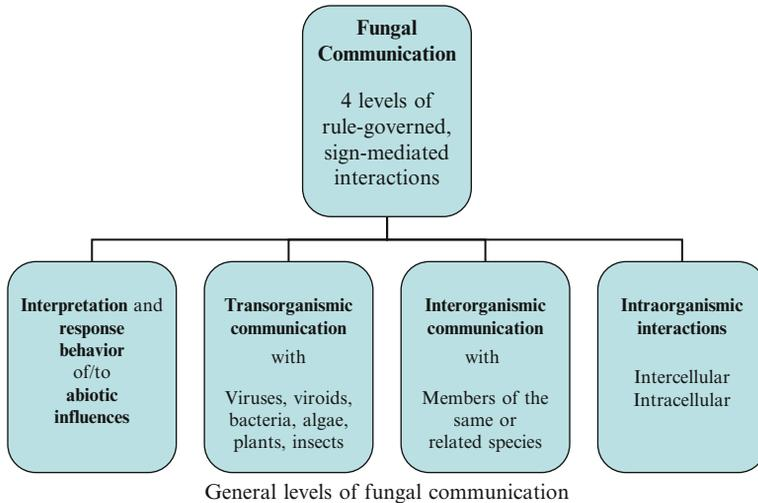 Fungal
Communication
4 levels of
rule-governed,
sign-mediated
interactions
Interpretation and
response
behavior
of/to
abiotic
influences
Transorganismic
communication
with
Viruses, viroids,
bacteria, algae,
plants, insects
Interorganismic
communication
with
Members of the
same or
related species
Intraorganismic
interactions
Intercellular
Intracellular
General levels of fungal communication